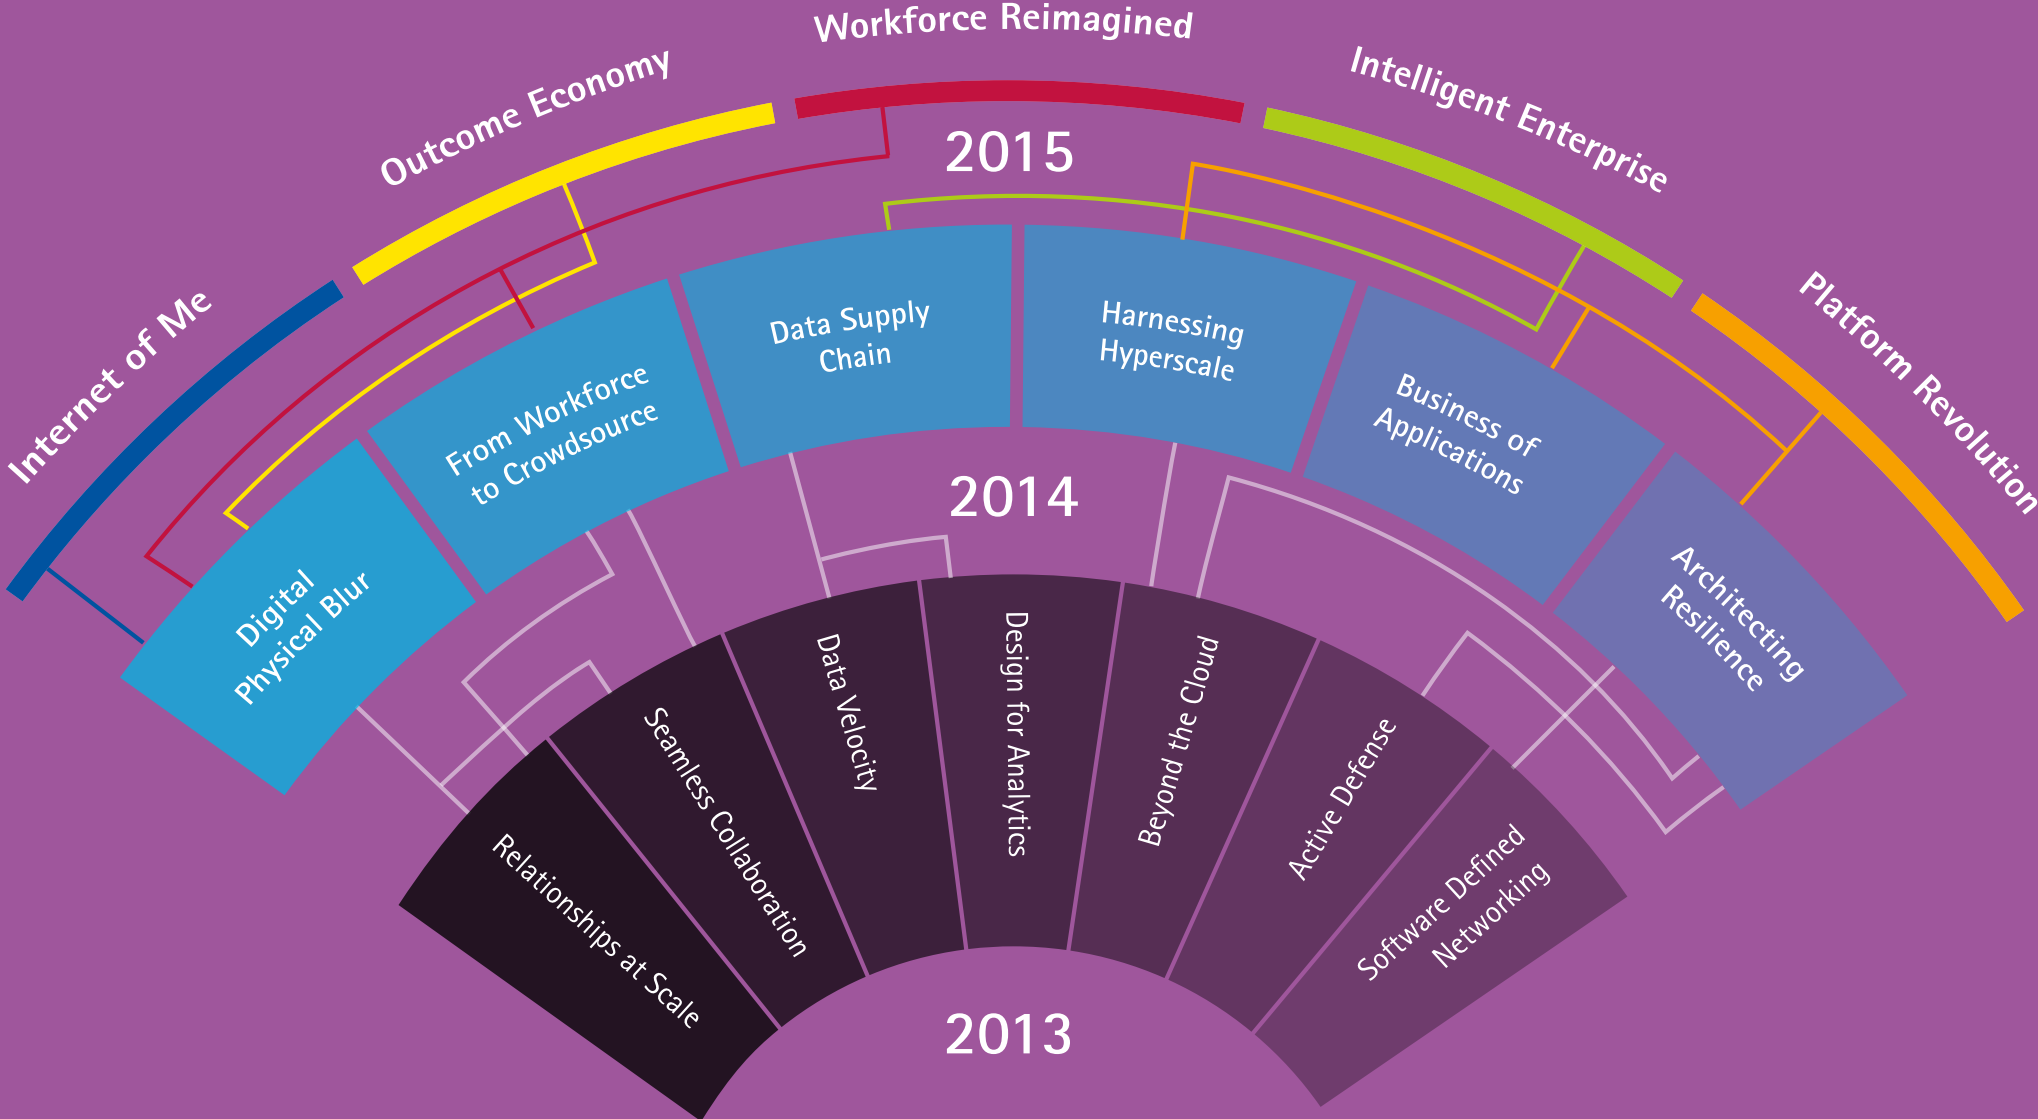 Workforce Reimagined
Outcome Economy
Intelligent Enterprise
Internet of Me
Platform Revolution
2015
Digital
Physical Blur
From Workforce
to Crowdsource
Data Supply
Chain
Harnessing
Hyperscale
Business of
Applications
Architecting
Resilience
2014
Relationships at Scale
Seamless Collaboration
Data Velocity
Design for Analytics
Beyond the Cloud
Active Defense
Software Defined
Networking
2013